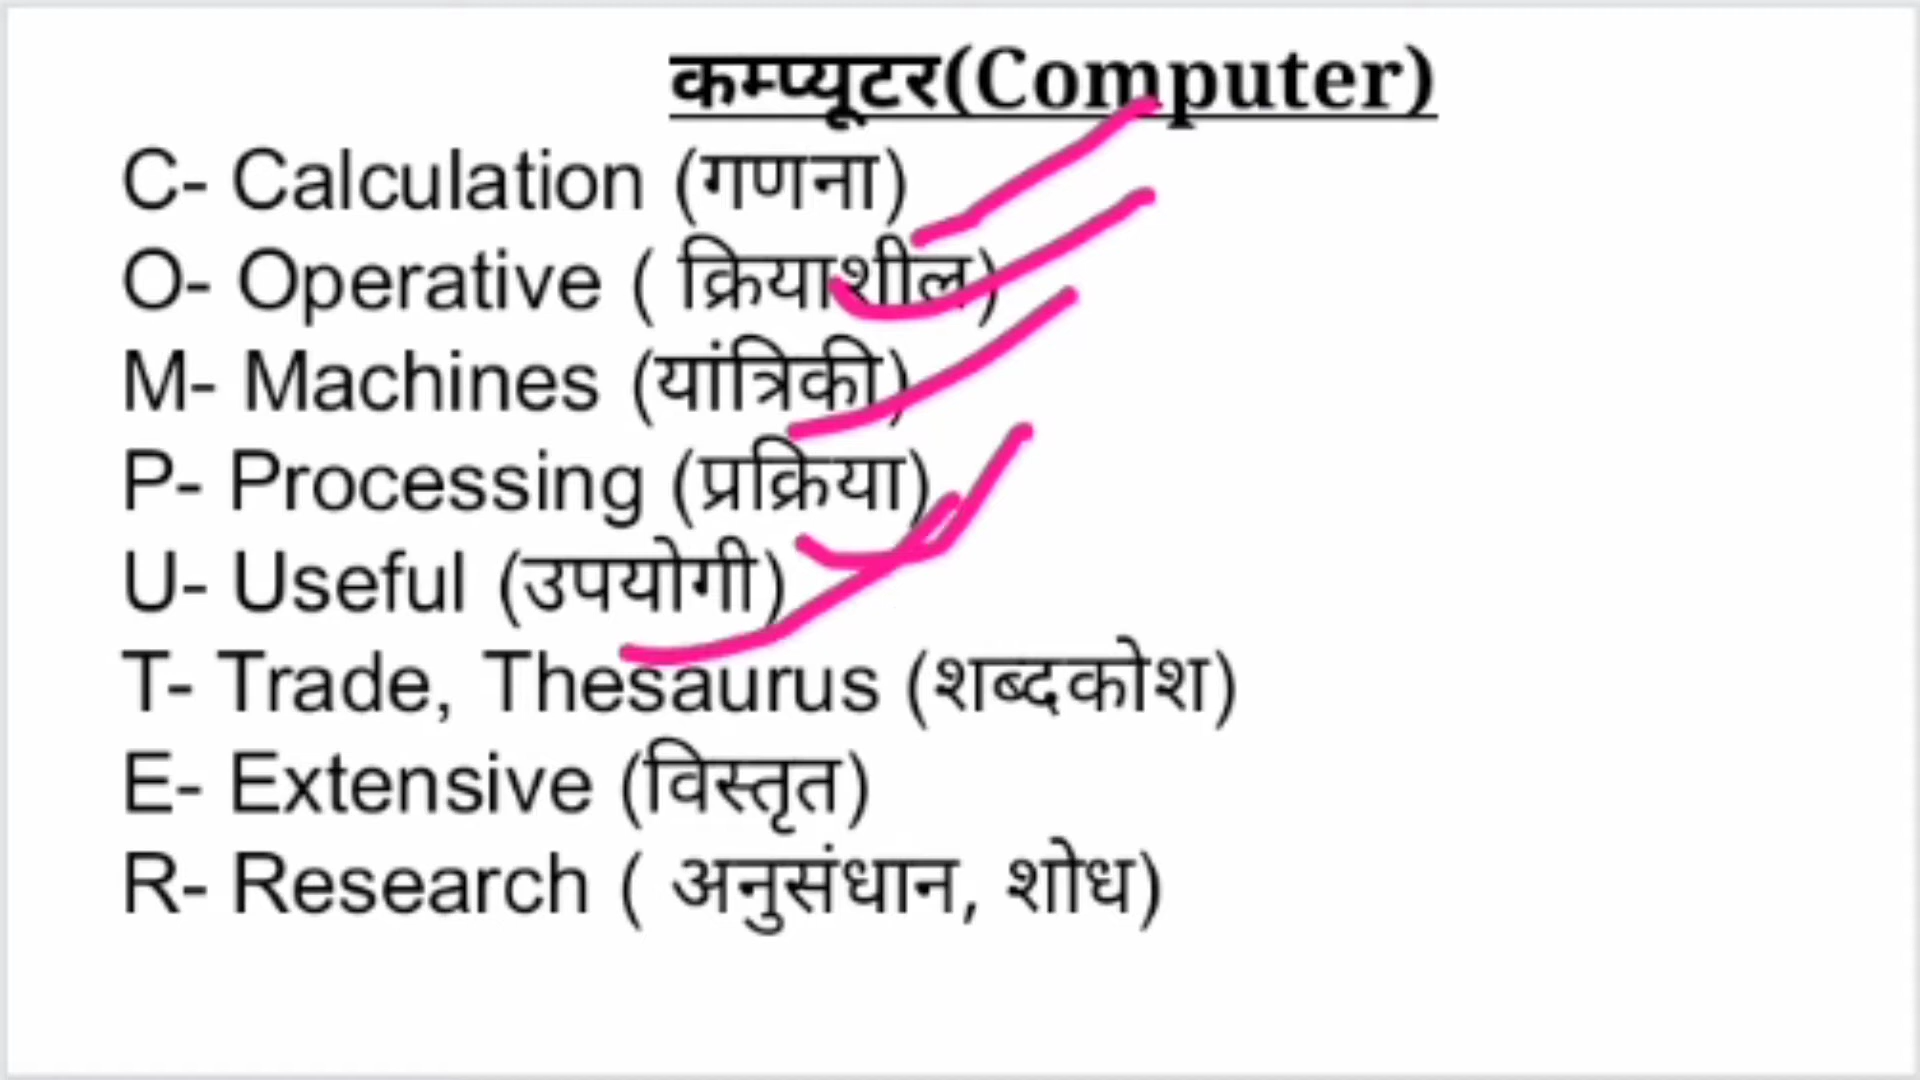 कम्प्यूटर(Computer)
C- Calculation (गणना)
O- Operative ( क्रियाशील)
M- Machines (यांत्रिकी)
P- Processing (प्रक्रिया)
U- Useful (उपयोगी)
T- Trade, Thesaurus (शब्दकोश)
E- Extensive (विस्तृत)
R- Research ( अनुसंधान, शोध)